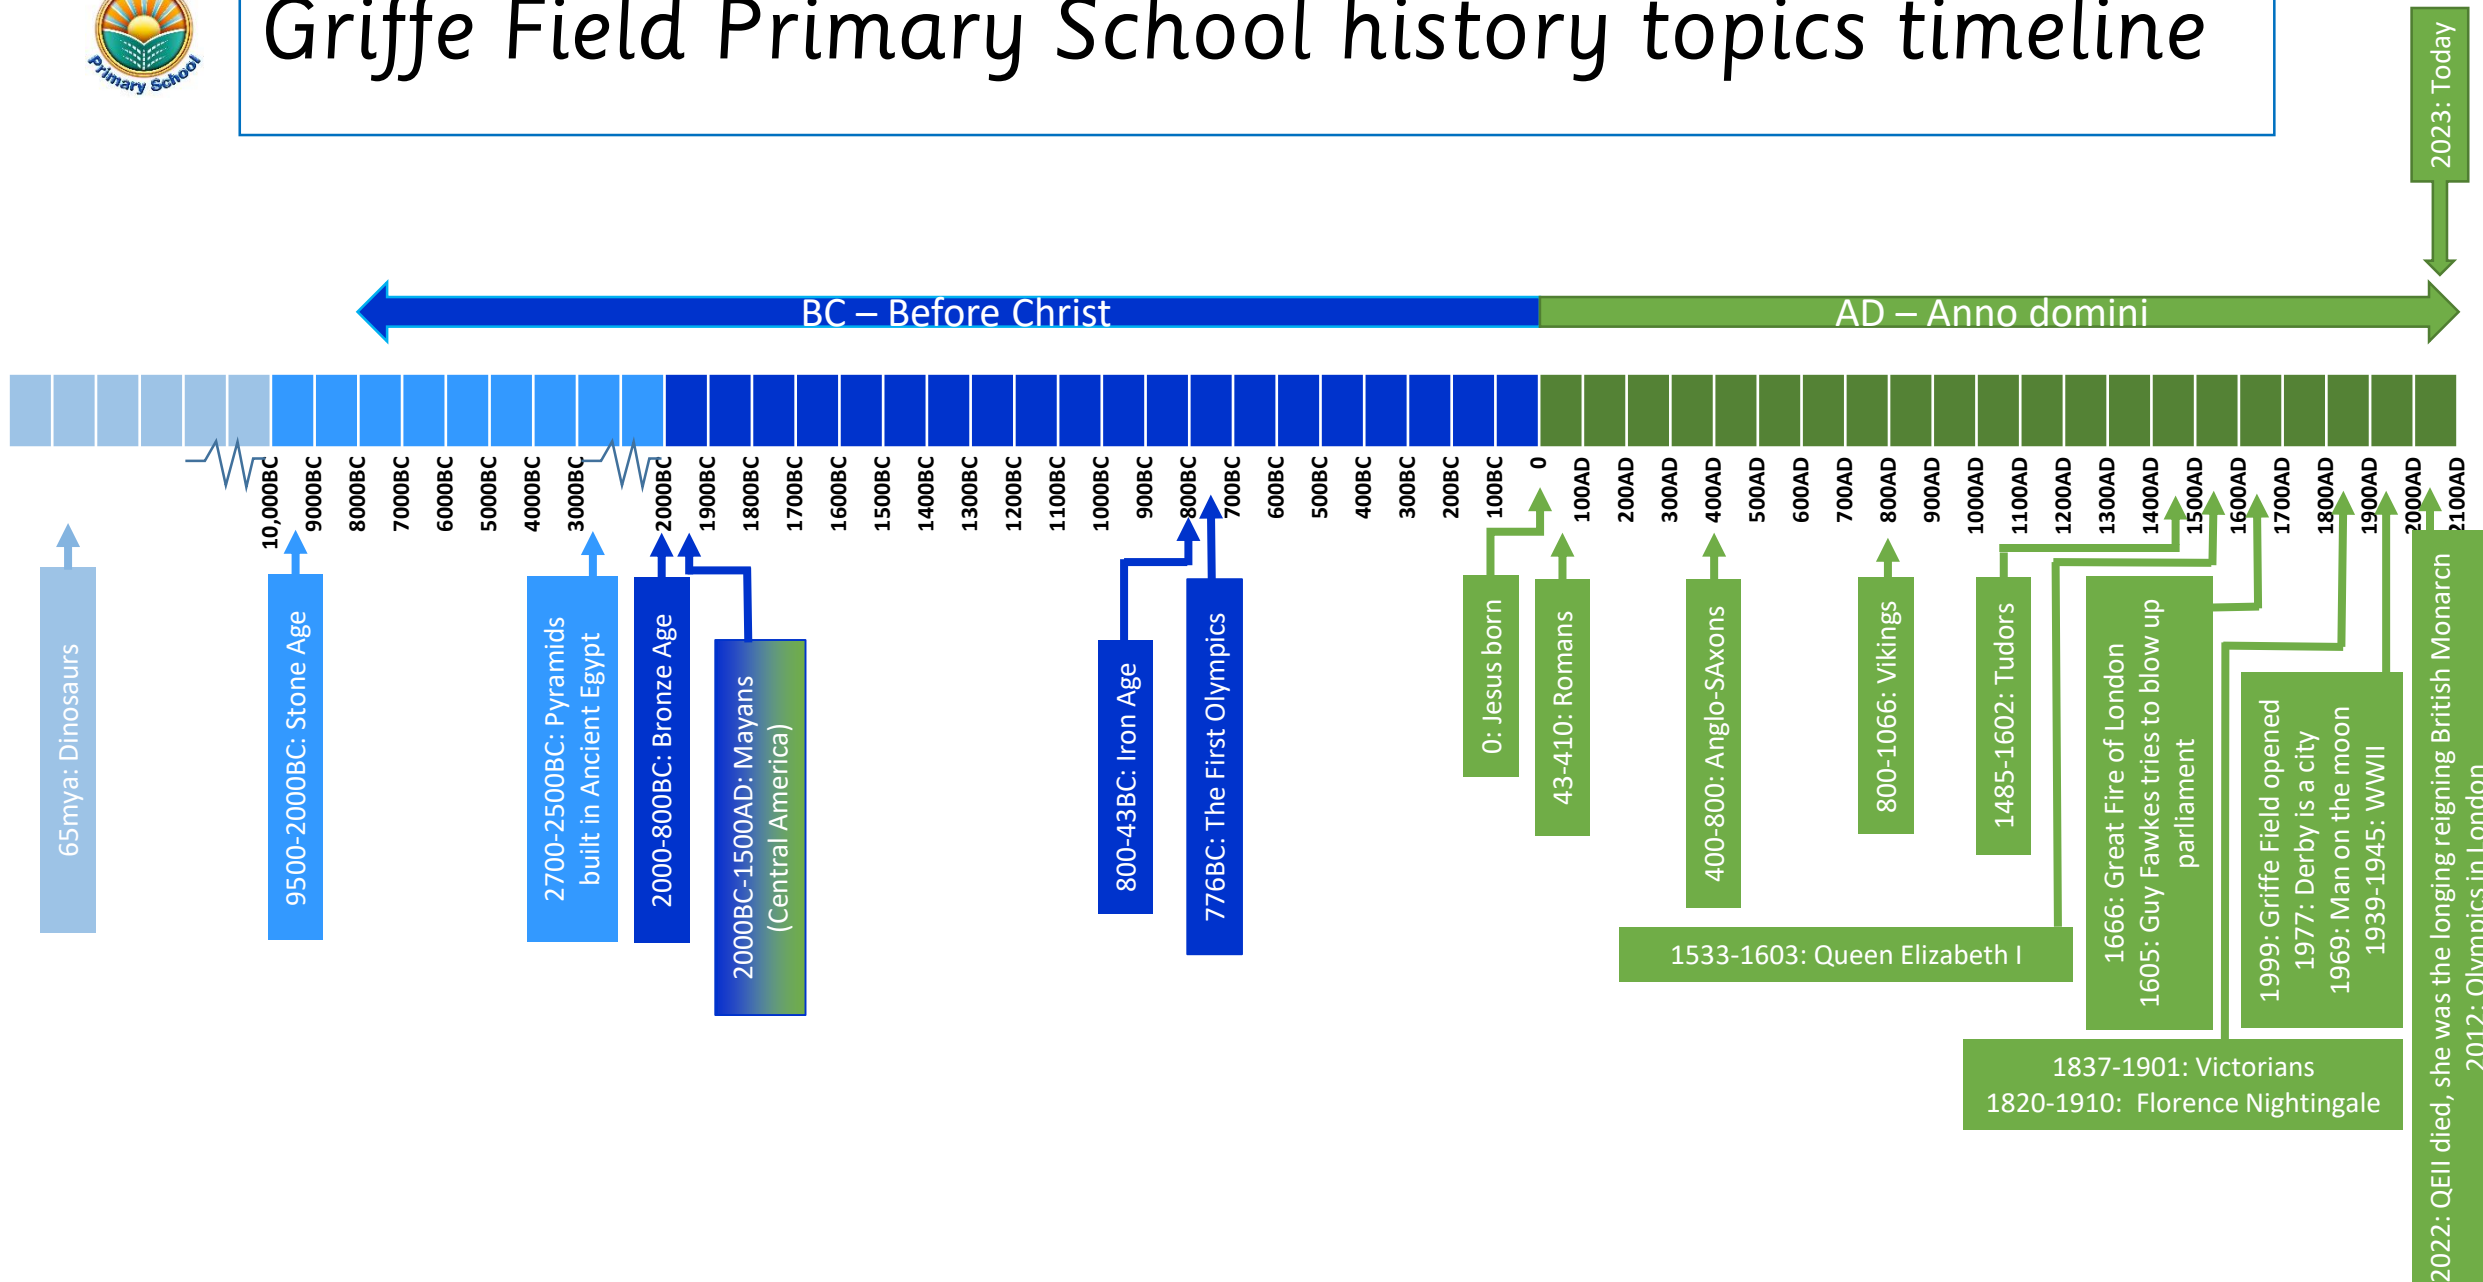 Griffe Field Primary School history topics timeline
Primary School
2023: Today
BC – Before Christ
AD – Anno domini
10,000BC
9000BC
8000BC
7000BC
6000BC
5000BC
4000BC
3000BC
2000BC
1900BC
1800BC
1700BC
1600BC
1500BC
1400BC
1300BC
1200BC
1100BC
1000BC
900BC
800BC
700BC
600BC
500BC
400BC
300BC
200BC
100BC
0
100AD
200AD
300AD
400AD
500AD
600AD
700AD
800AD
900AD
1000AD
1100AD
1200AD
1300AD
1400AD
1500AD
1600AD
1700AD
1800AD
1900AD
2000AD
2100AD
65mya: Dinosaurs
9500-2000BC: Stone Age
2700-2500BC: Pyramids
built in Ancient Egypt
2000-800BC: Bronze Age
2000BC-1500AD: Mayans
(Central America)
800-43BC: Iron Age
776BC: The First Olympics
0: Jesus born
43-410: Romans
400-800: Anglo-SAxons
800-1066: Vikings
1485-1602: Tudors
1533-1603: Queen Elizabeth I
1666: Great Fire of London
1605: Guy Fawkes tries to blow up
parliament
1837-1901: Victorians
1820-1910: Florence Nightingale
1999: Griffe Field opened
1977: Derby is a city
1969: Man on the moon
1939-1945: WWII
2022: QEII died, she was the longing reigning British Monarch
2012: Olympics in London